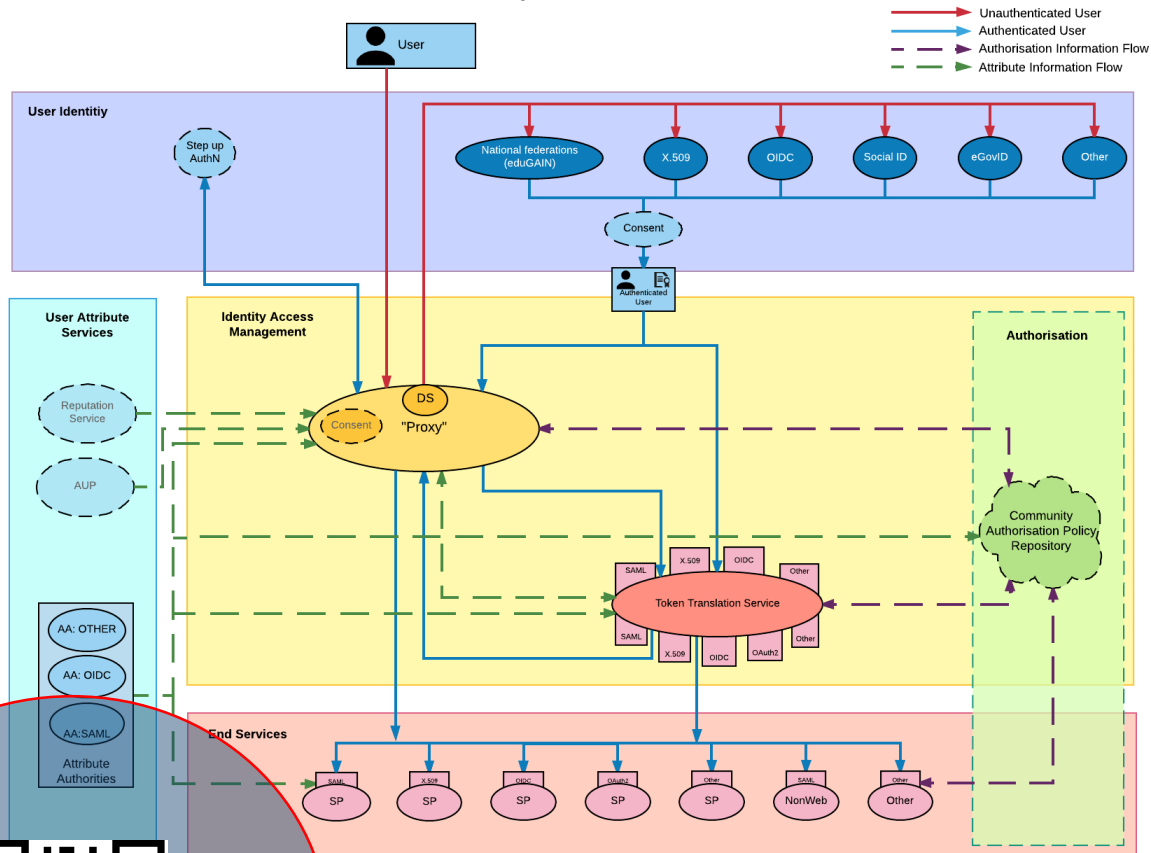 Unauthenticated User
Authenticated User
Authorisation Information Flow
Attribute Information Flow
User
User Identitiy
Step up
AuthN
National federations
(eduGAIN)
X.509
OIDC
Social ID
eGovID
Other
Consent
Authenticated
User
User Attribute
Services
Identity Access
Management
Authorisation
Reputation
Service
AUP
DS
Consent
"Proxy"
Community
Authorisation Policy
Repository
SAML
X.509
OIDC
Other
Token Translation Service
SAML
X.509
OIDC
OAuth2
Other
AA: OTHER
AA: OIDC
AA:SAML
Attribute
Authorities
End Services
SAML
X.509
OIDC
OAuth2
Other
SAML
Other
SP
SP
SP
SP
SP
NonWeb
Other